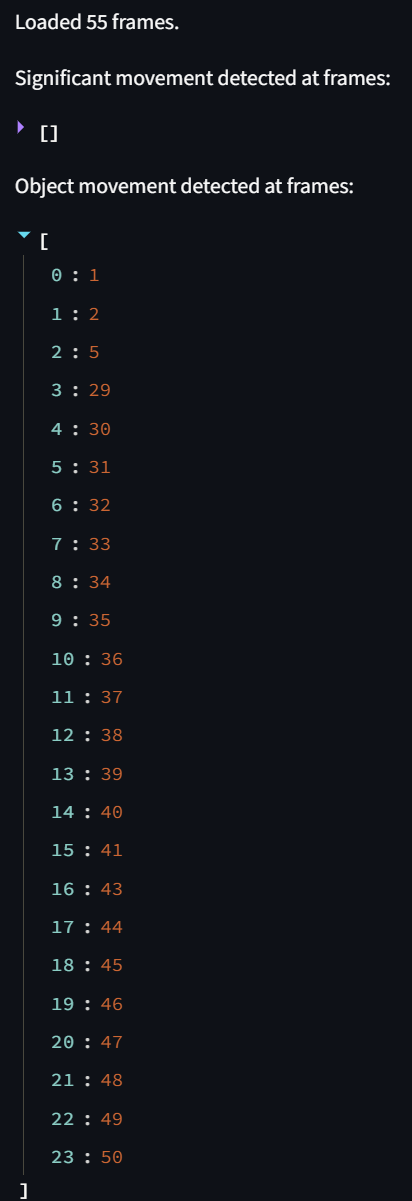 Loaded 55 frames.
Significant movement detected at frames:
[]
Object movement detected at frames:
[
0 : 1
1 : 2
2 : 5
3 : 29
4 : 30
5 : 31
6 : 32
7 : 33
8 : 34
9 : 35
10 : 36
11 : 37
12 : 38
13 : 39
14 : 40
15 : 41
16 : 43
17 : 44
18 : 45
19 : 46
20 : 47
21 : 48
22 : 49
23 : 50
]